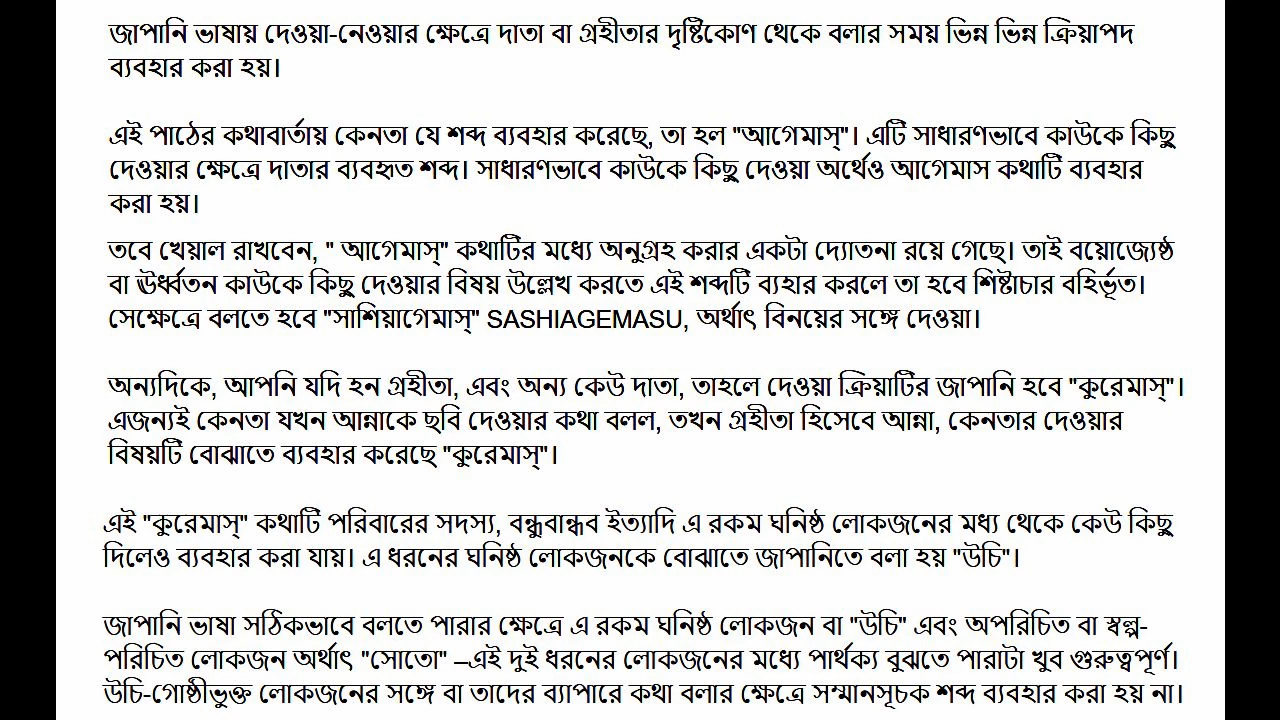 জাপানি ভাষায় দেওয়া-নেওয়ার ক্ষেত্রে দাতা বা গ্রহীতার দৃষ্টিকোণ থেকে বলার সময় ভিন্ন ভিন্ন ক্রিয়াপদ
ব্যবহার করা হয়।
এই পাঠের কথাবার্তায় কেনতা যে শব্দ ব্যবহার করেছে, তা হল "আগেমাস্"। এটি সাধারণভাবে কাউকে কিছু
দেওয়ার ক্ষেত্রে দাতার ব্যবহৃত শব্দ। সাধারণভাবে কাউকে কিছু দেওয়া অর্থেও আগেমাস কথাটি ব্যবহার
করা হয়।
তবে খেয়াল রাখবেন, " আগেমাস্" কথাটির মধ্যে অনুগ্রহ করার একটা দ্যোতনা রয়ে গেছে। তাই বয়োজ্যেষ্ঠ
বা ঊর্ধ্বতন কাউকে কিছু দেওয়ার বিষয় উল্লেখ করতে এই শব্দটি ব্যহার করলে তা হবে শিষ্টাচার বহির্ভূত।
সেক্ষেত্রে বলতে হবে "সাশিয়াগেমাস্" SASHIAGEMASU, অর্থাৎ বিনয়ের সঙ্গে দেওয়া।
অন্যদিকে, আপনি যদি হন গ্রহীতা, এবং অন্য কেউ দাতা, তাহলে দেওয়া ক্রিয়াটির জাপানি হবে "কুরেমাস্"।
এজন্যই কেনতা যখন আন্নাকে ছবি দেওয়ার কথা বলল, তখন গ্রহীতা হিসেবে আন্না, কেনতার দেওয়ার
বিষয়টি বোঝাতে ব্যবহার করেছে "কুরেমাস্"।
এই "কুরেমাস্" কথাটি পরিবারের সদস্য, বন্ধুবান্ধব ইত্যাদি এ রকম ঘনিষ্ঠ লোকজনের মধ্য থেকে কেউ কিছু
দিলেও ব্যবহার করা যায়। এ ধরনের ঘনিষ্ঠ লোকজনকে বোঝাতে জাপানিতে বলা হয় "উচি"।
জাপানি ভাষা সঠিকভাবে বলতে পারার ক্ষেত্রে এ রকম ঘনিষ্ঠ লোকজন বা "উচি" এবং অপরিচিত বা স্বল্প-
পরিচিত লোকজন অর্থাৎ "সোতো" –এই দুই ধরনের লোকজনের মধ্যে পার্থক্য বুঝতে পারাটা খুব গুরুত্বপূর্ণ।
উচি-গোষ্ঠীভুক্ত লোকজনের সঙ্গে বা তাদের ব্যাপারে কথা বলার ক্ষেত্রে সম্মানসূচক শব্দ ব্যবহার করা হয় না।